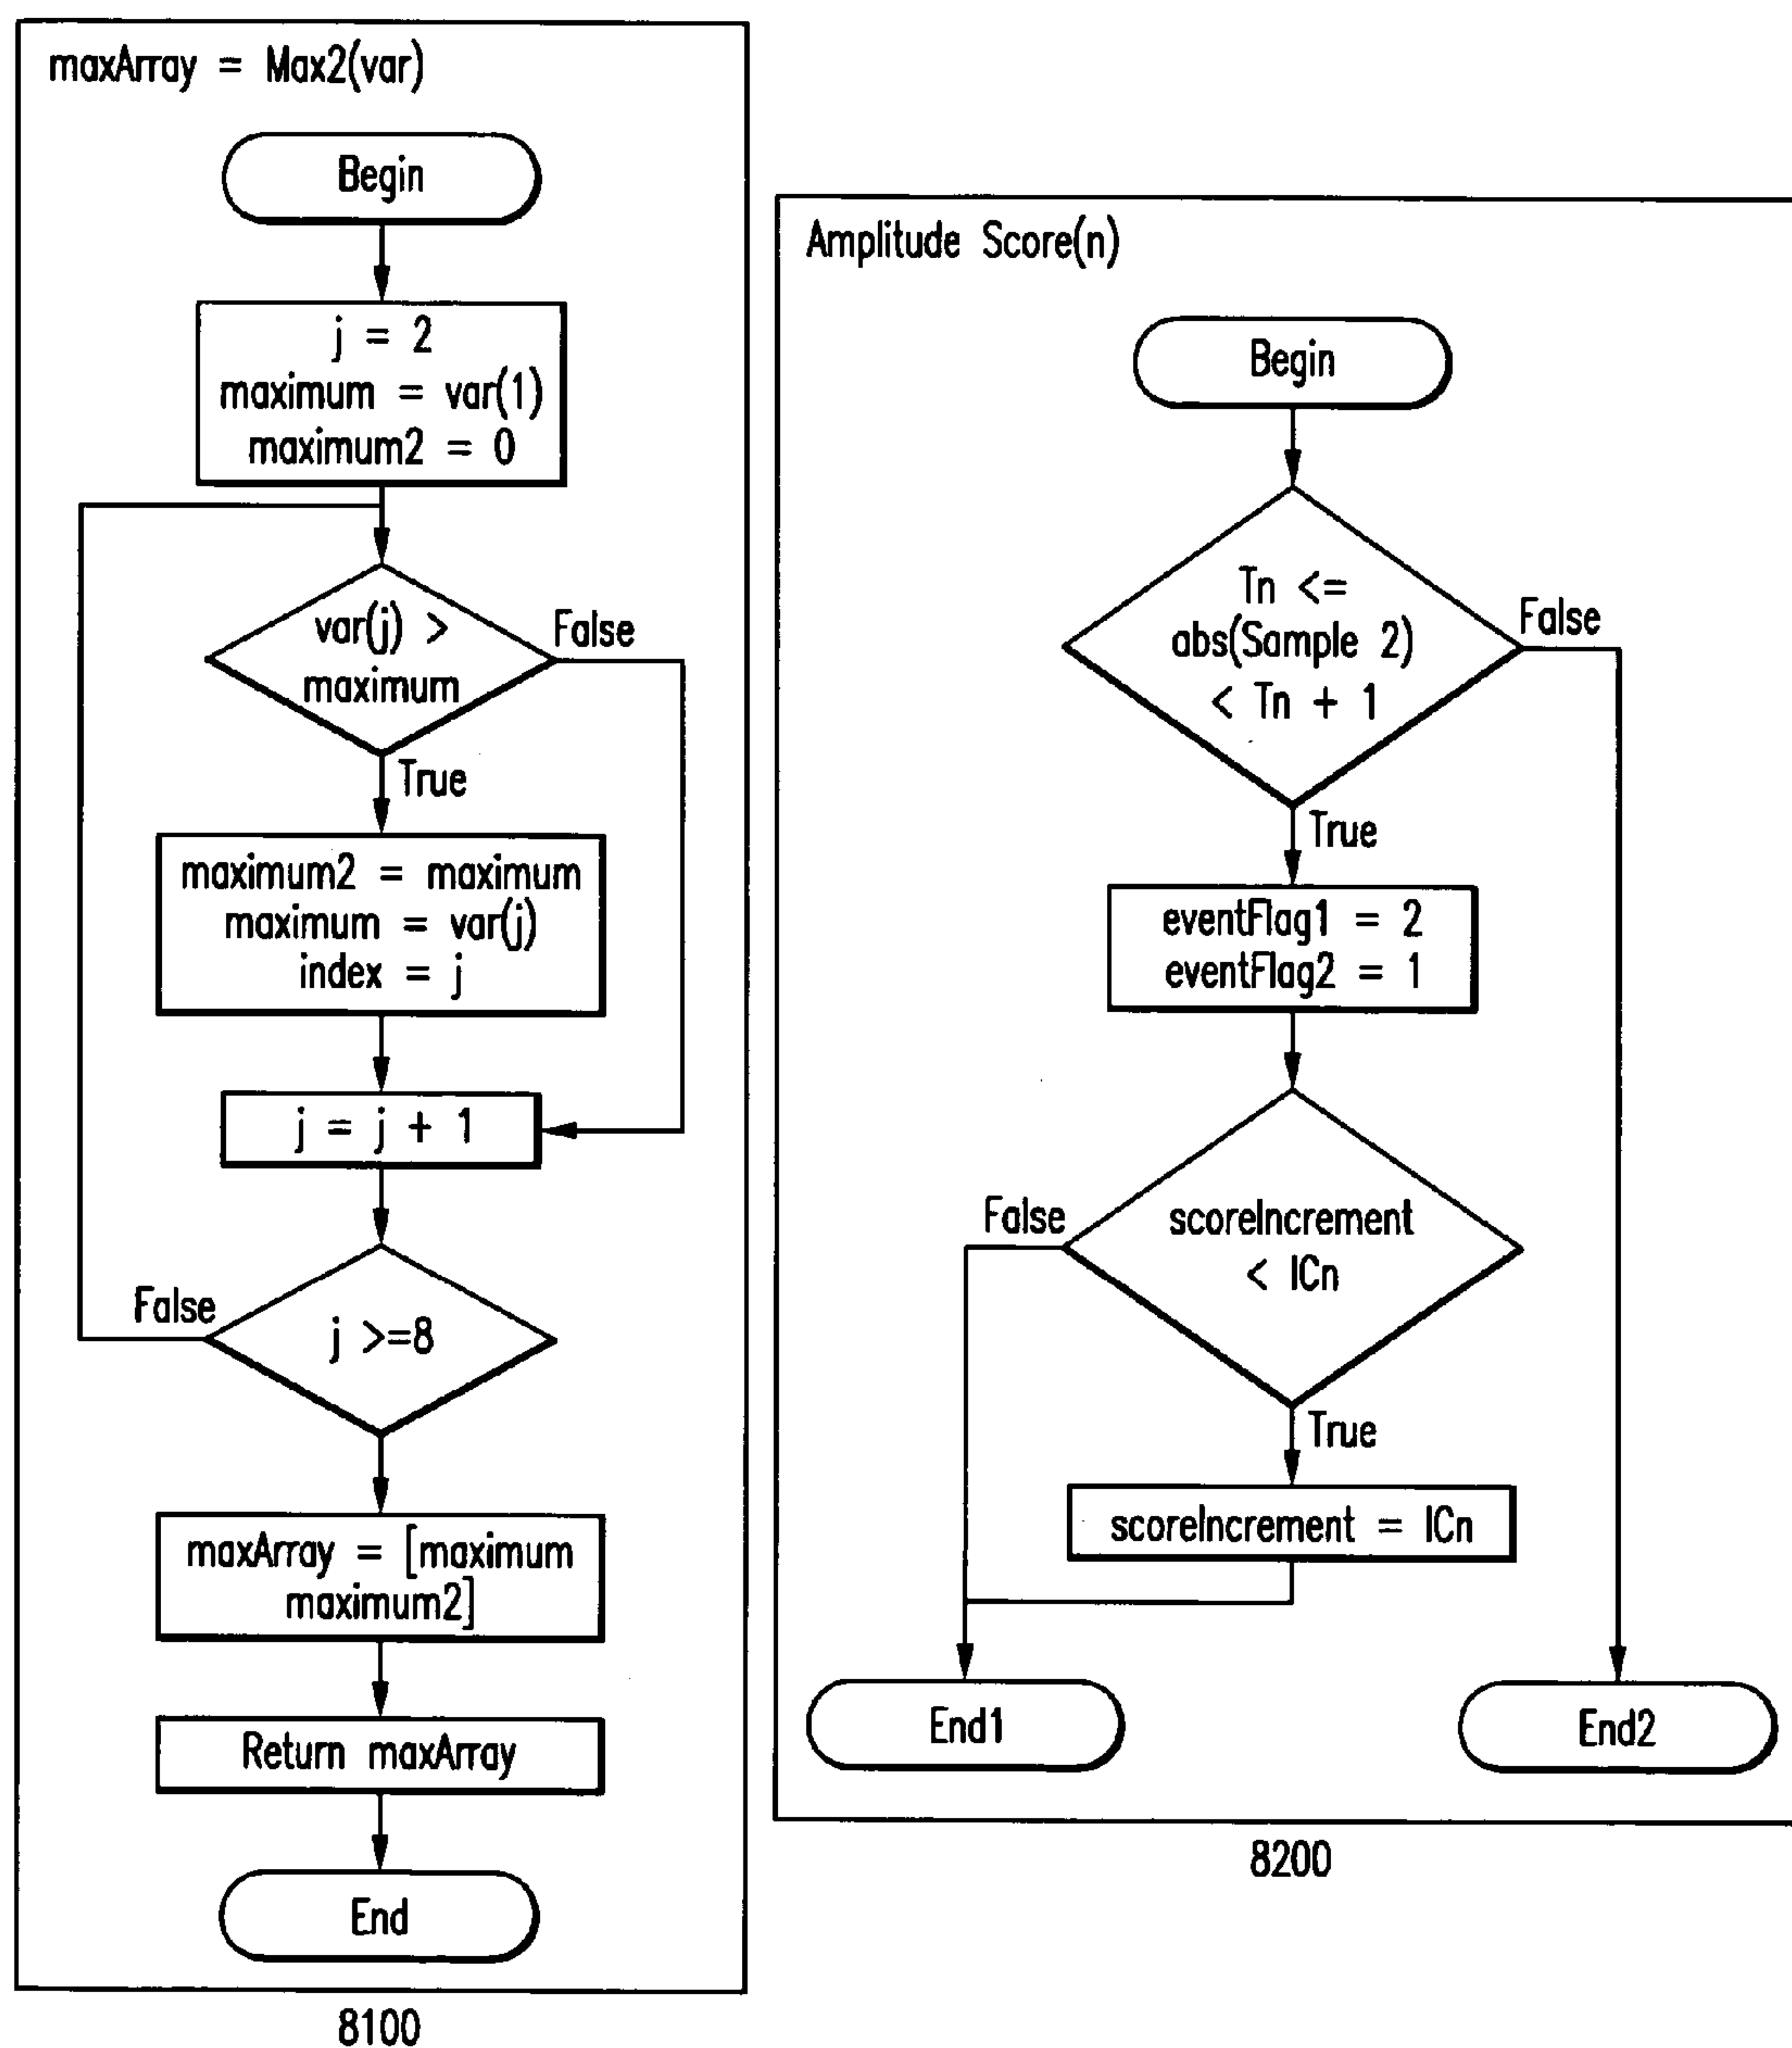 maxArray = Max2(var)
Begin
j = 2
maximum = var(1)
maximum2 = 0
var(j) >
maximum
False
True
maximum2 = maximum
maximum = var(j)
index = j
j = j + 1
False
j >=8
maxArray = [maximum
maximum2]
Return maxArray
End
8100
Amplitude Score(n)
Begin
Tn <=
abs(Sample 2)
< Tn + 1
False
True
eventFlag1 = 2
eventFlag2 = 1
False
scoreIncrement
< ICn
True
scoreIncrement = ICn
End1
End2
8200